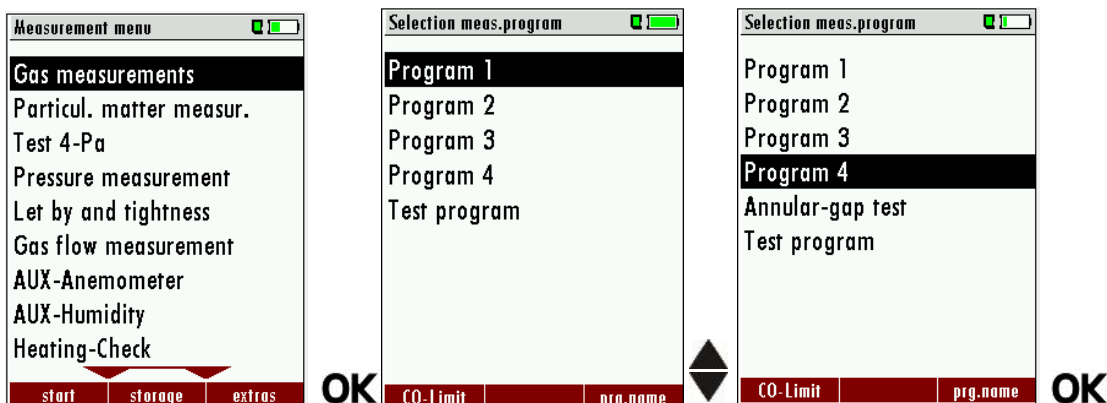 Measurement menu
Gas measurements
Particul. matter measur.
Test 4-Pa
Pressure measurement
Let by and tightness
Gas flow measurement
AUX-Anemometer
AUX-Humidity
Heating-Check
start storage extras
OK
Selection meas.program
Program 1
Program 2
Program 3
Program 4
Test program
CO-Limit prg.name
Selection meas.program
Program 1
Program 2
Program 3
Program 4
Annular-gap test
Test program
CO-Limit prg.name
OK